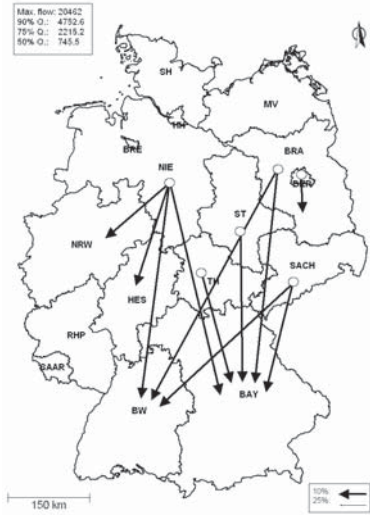 Max. flow: 20462
90% Q.: 4752.6
75% Q.: 2215.2
50% Q.: 745.5
SH
MV
HH
BRE
BRA
NIE
BER
ST
NRW
SACH
TH
HES
RHP
SAAR
BW
BAY
10%:
25%:
150 km